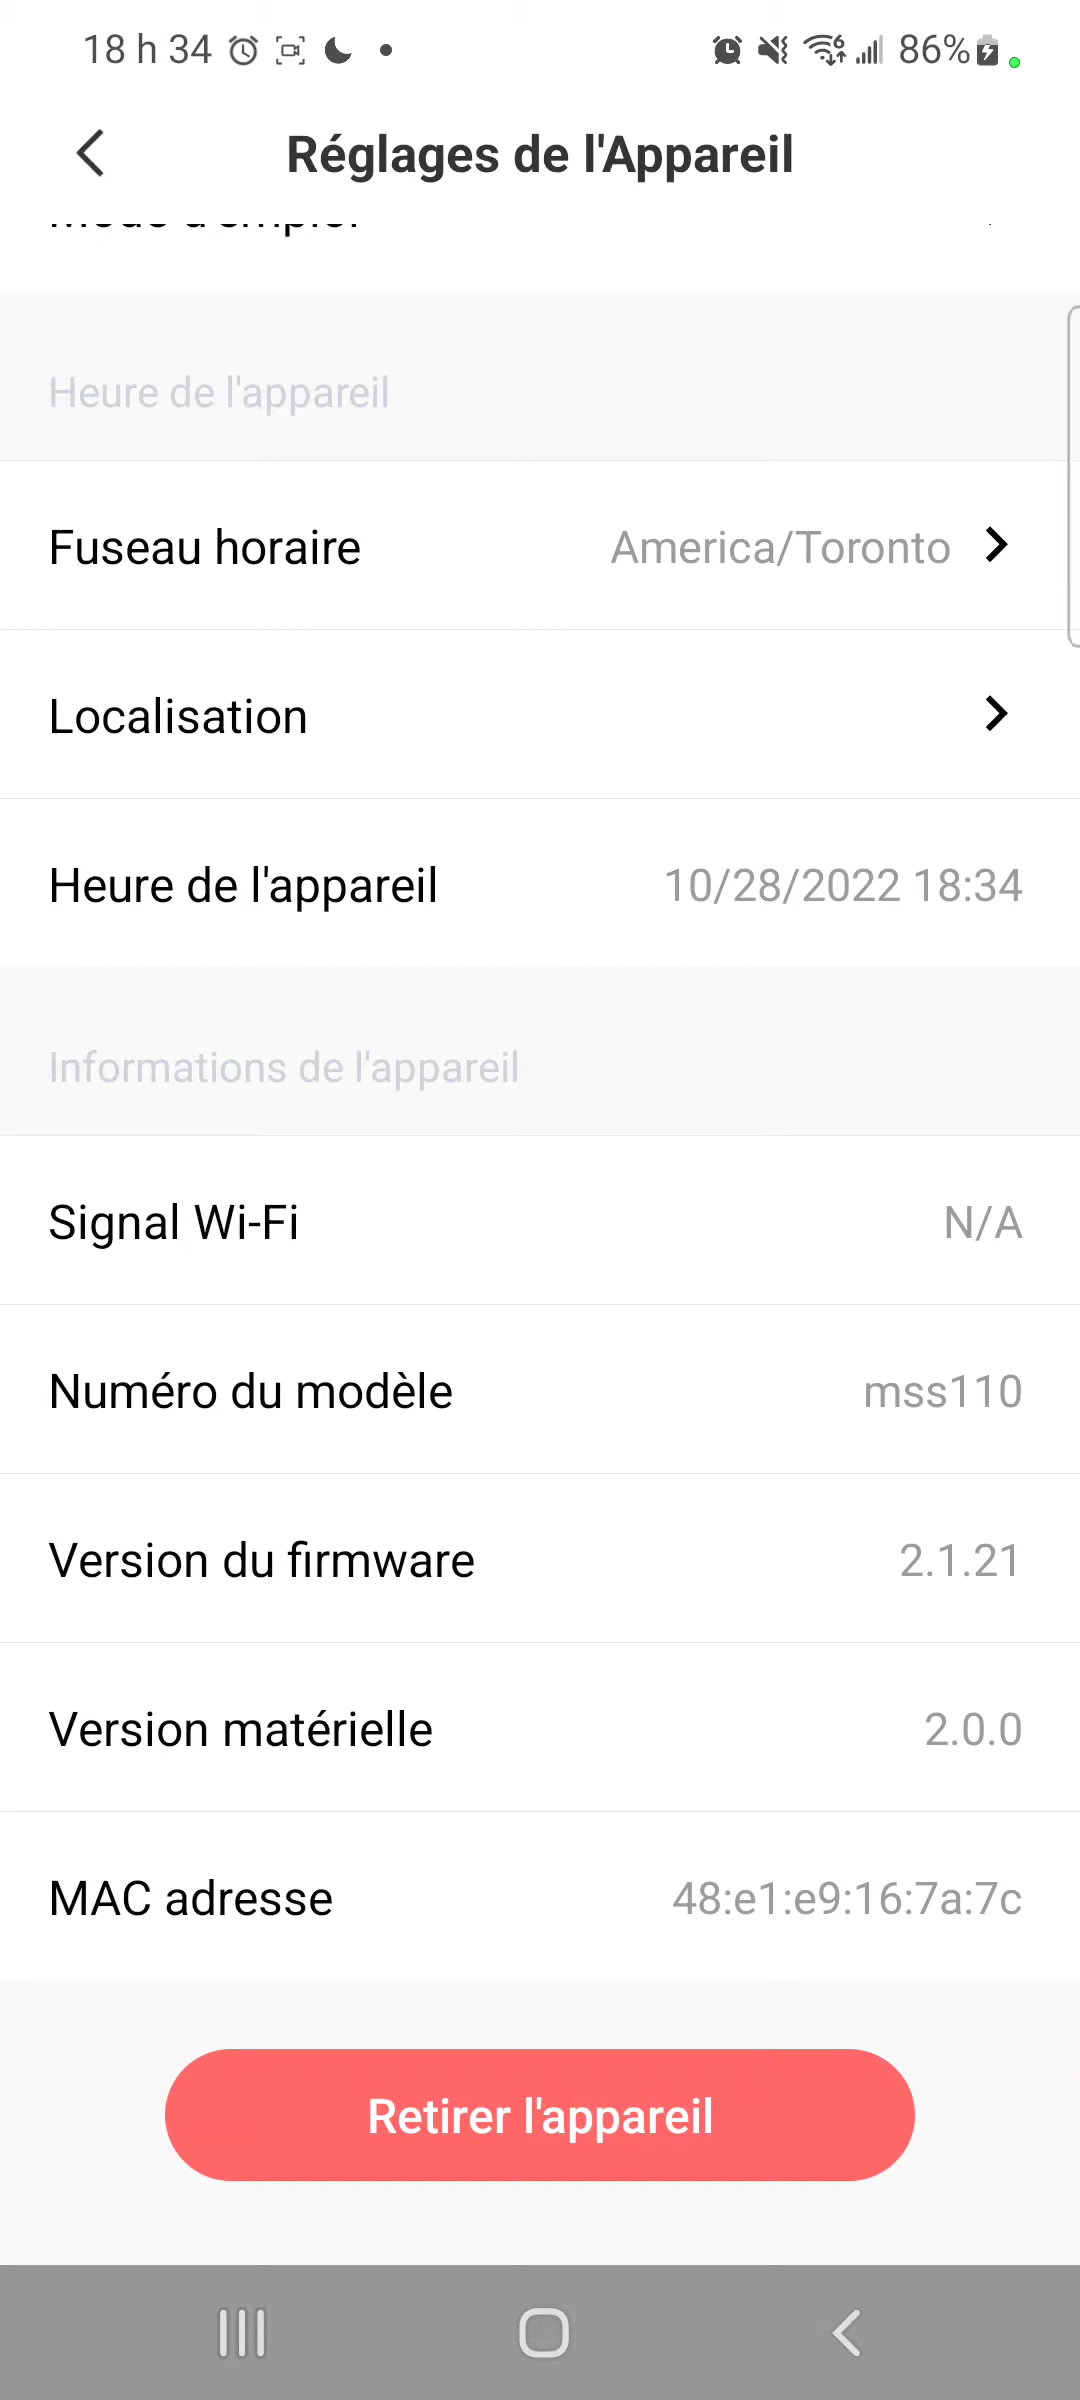 18 h 34
86%
Réglages de l'Appareil
Heure de l'appareil
Fuseau horaire America/Toronto
Localisation
Heure de l'appareil 10/28/2022 18:34
Informations de l'appareil
Signal Wi-Fi N/A
Numéro du modèle mss110
Version du firmware 2.1.21
Version matérielle 2.0.0
MAC adresse 48:e1:e9:16:7a:7c
Retirer l'appareil